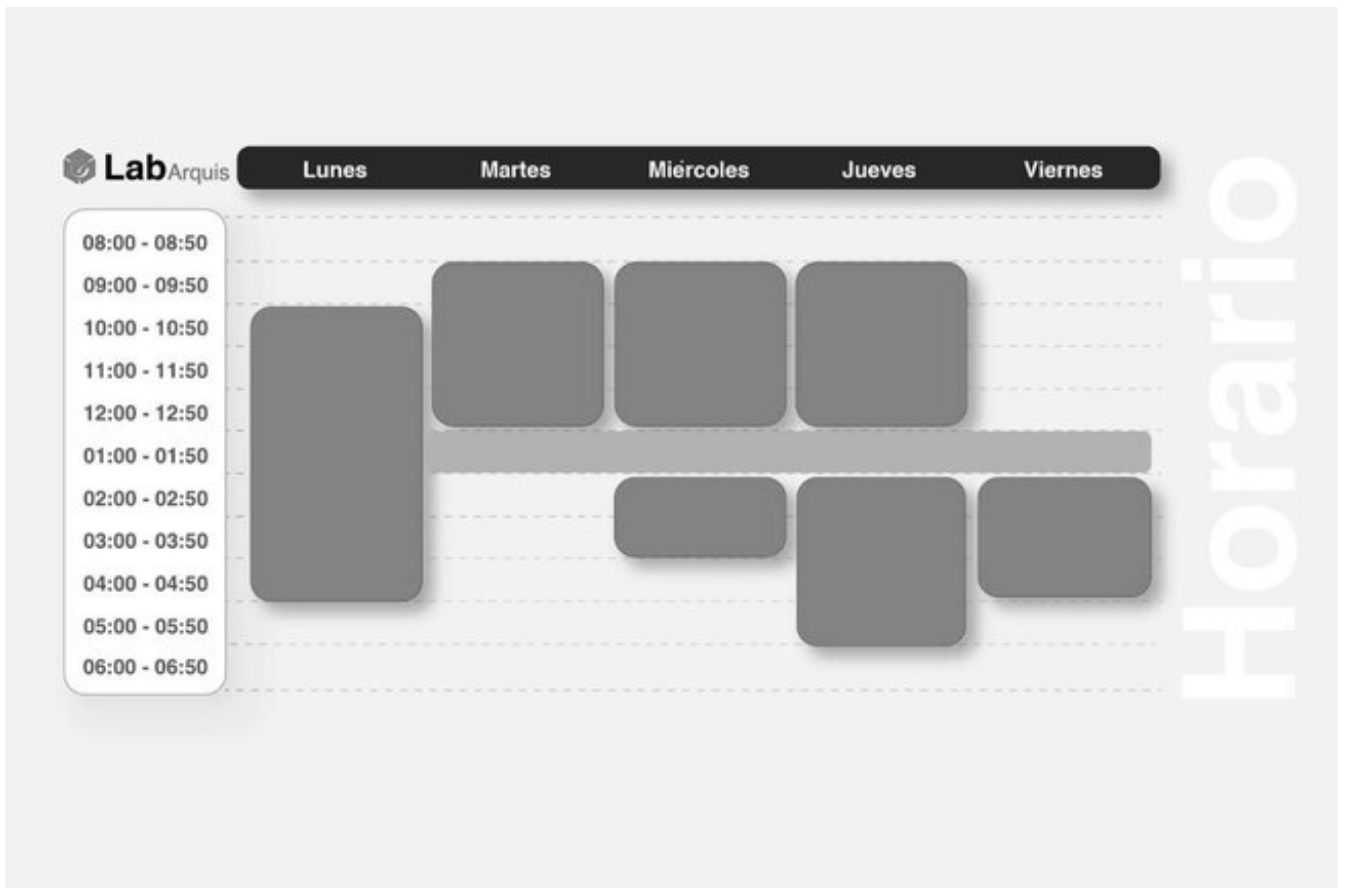 Lab Arquis
Lunes Martes Miércoles Jueves Viernes
08:00 - 08:50
09:00 - 09:50
10:00 - 10:50
11:00 - 11:50
12:00 - 12:50
01:00 - 01:50
02:00 - 02:50
03:00 - 03:50
04:00 - 04:50
05:00 - 05:50
06:00 - 06:50
Horario